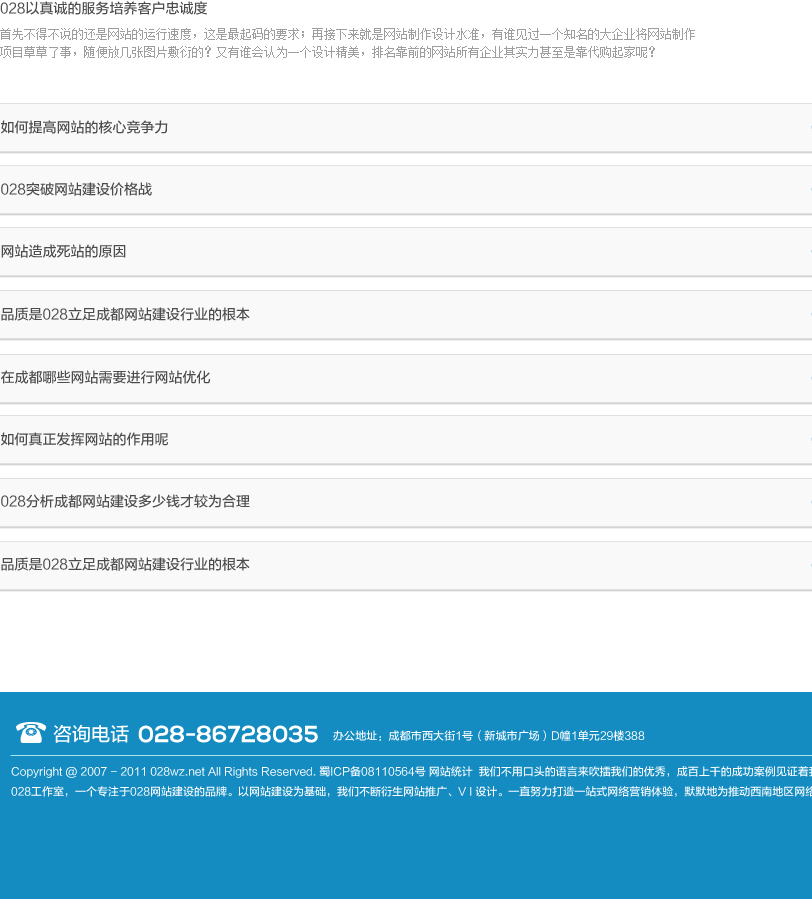 028以真诚的服务培养客户忠诚度
首先不得不说的还是网站的运行速度，这是最起码的要求；再接下来就是网站制作设计水准，有谁见过一个知名的大企业将网站制作
项目草草了事，随便放几张图片敷衍的？又有谁会认为一个设计精美，排名靠前的网站所有企业其实力甚至是靠代购起家呢？
如何提高网站的核心竞争力
028突破网站建设价格战
网站造成死站的原因
品质是028立足成都网站建设行业的根本
在成都哪些网站需要进行网站优化
如何真正发挥网站的作用呢
028分析成都网站建设多少钱才较为合理
品质是028立足成都网站建设行业的根本
咨询电话 028-86728035 办公地址：成都市西大街1号（新城市广场）D幢1单元29楼388
Copyright @ 2007 - 2011 028wz.net All Rights Reserved. 蜀ICP备08110564号 网站统计 我们不用口头的语言来吹擂我们的优秀，成百上千的成功案例见证着
028工作室，一个专注于028网站建设的品牌。以网站建设为基础，我们不断衍生网站推广、V I 设计。一直努力打造一站式网络营销体验，默默地为推动西南地区网络